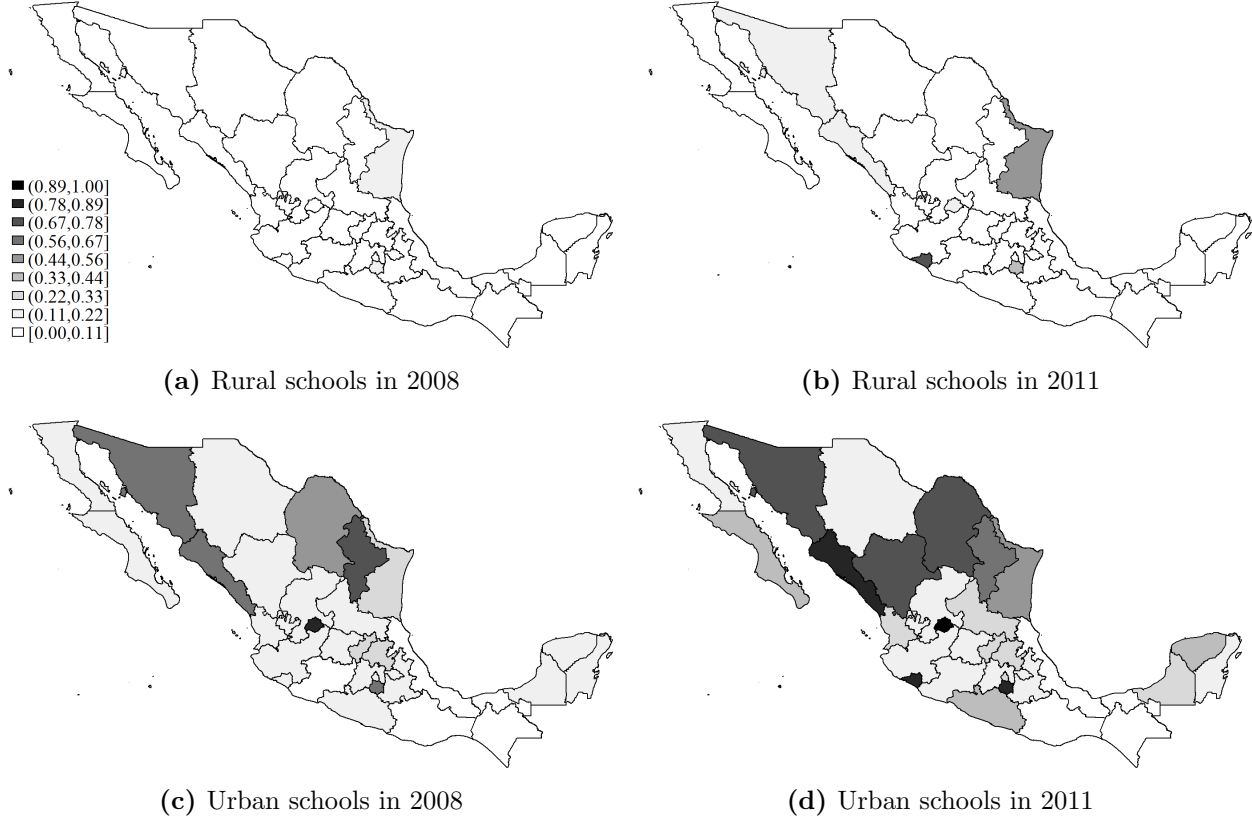 (0.89,1.00]
(0.78,0.89]
(0.67,0.78]
(0.56,0.67]
(0.44,0.56]
(0.33,0.44]
(0.22,0.33]
(0.11,0.22]
[0.00,0.11]
(a) Rural schools in 2008
(b) Rural schools in 2011
(c) Urban schools in 2008
(d) Urban schools in 2011